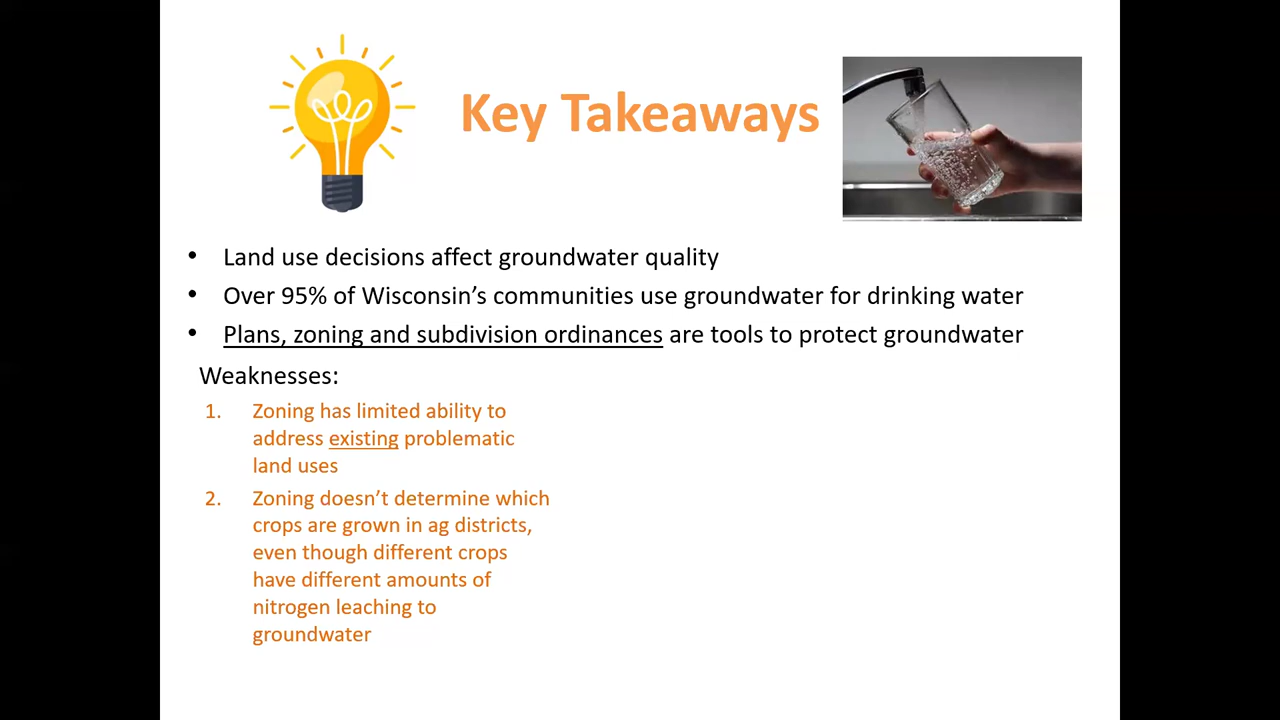 Key Takeaways
• Land use decisions affect groundwater quality
• Over 95% of Wisconsin’s communities use groundwater for drinking water
• Plans, zoning and subdivision ordinances are tools to protect groundwater
Weaknesses:
1. Zoning has limited ability to
address existing problematic
land uses
2. Zoning doesn’t determine which
crops are grown in ag districts,
even though different crops
have different amounts of
nitrogen leaching to
groundwater